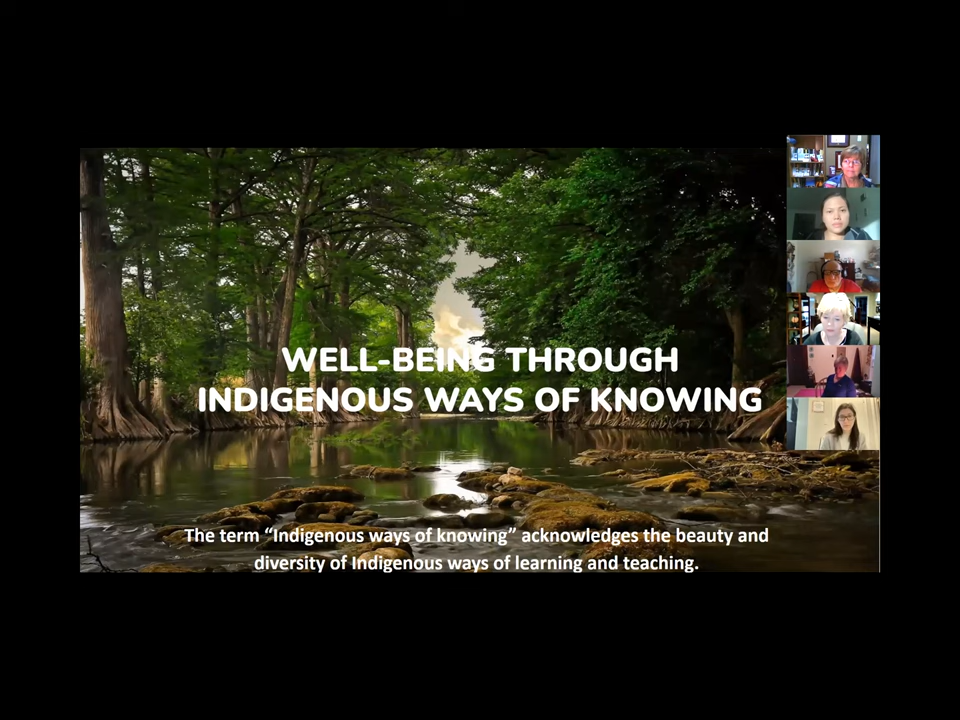 WELL-BEING THROUGH
INDIGENOUS WAYS OF KNOWING
The term “Indigenous ways of knowing” acknowledges the beauty and
diversity of Indigenous ways of learning and teaching.